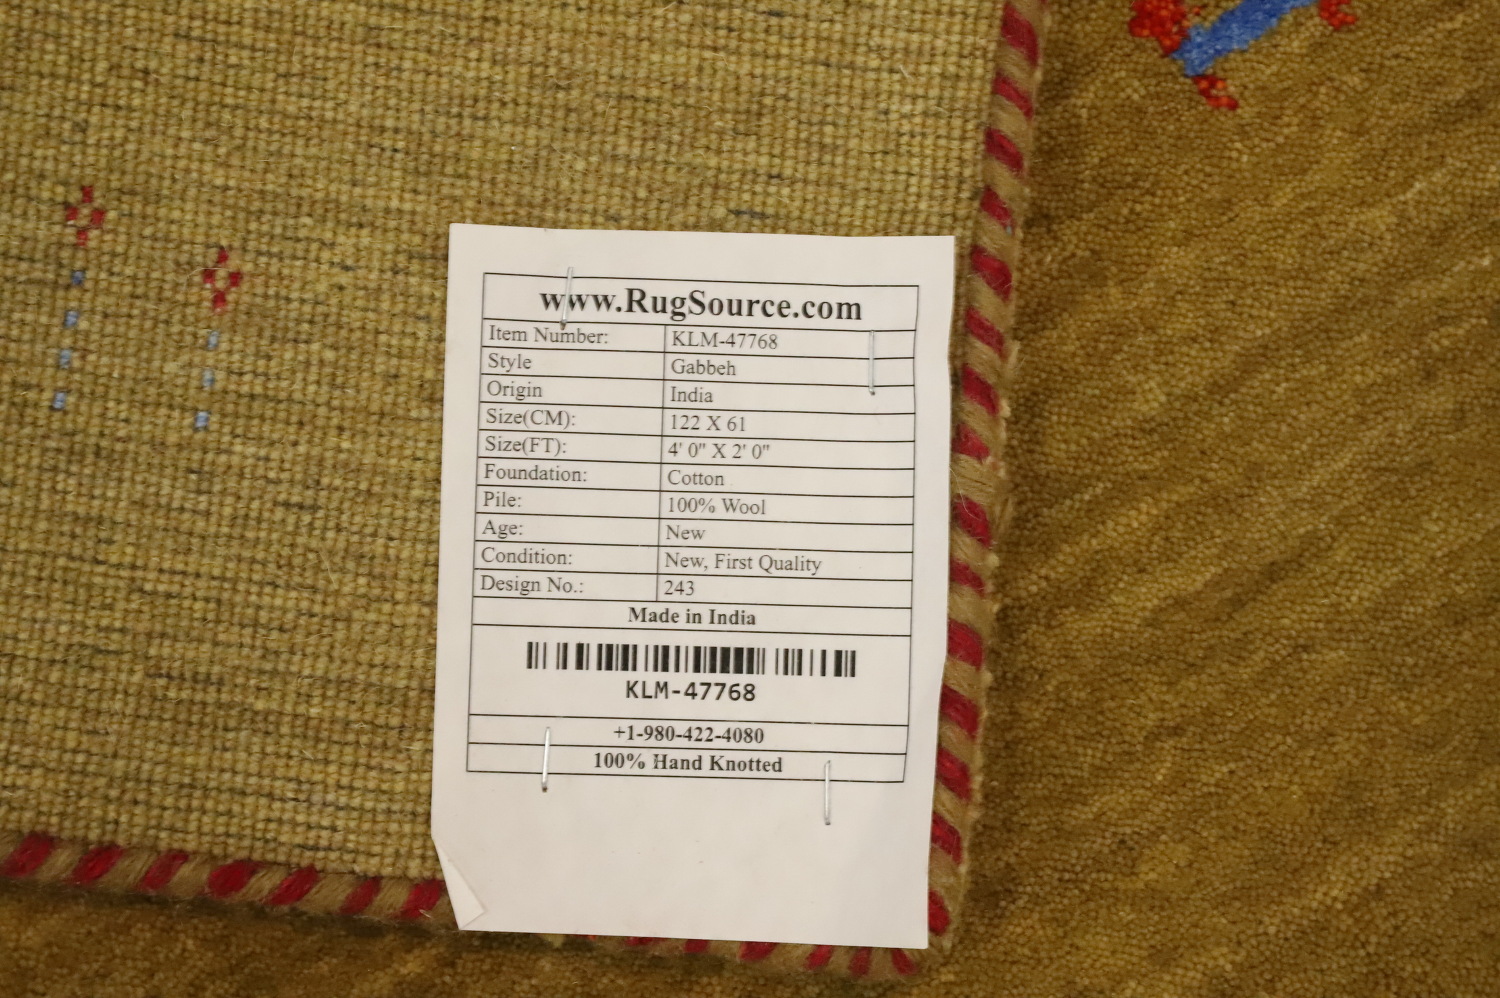 www.RugSource.com
Item Number: KLM-47768
Style Gabbeh
Origin India
Size(CM): 122 X 61
Size(FT): 4' 0" X 2' 0"
Foundation: Cotton
Pile: 100% Wool
Age: New
Condition: New, First Quality
Design No.: 243
Made in India
KLM-47768
+1-980-422-4080
100% Hand Knotted